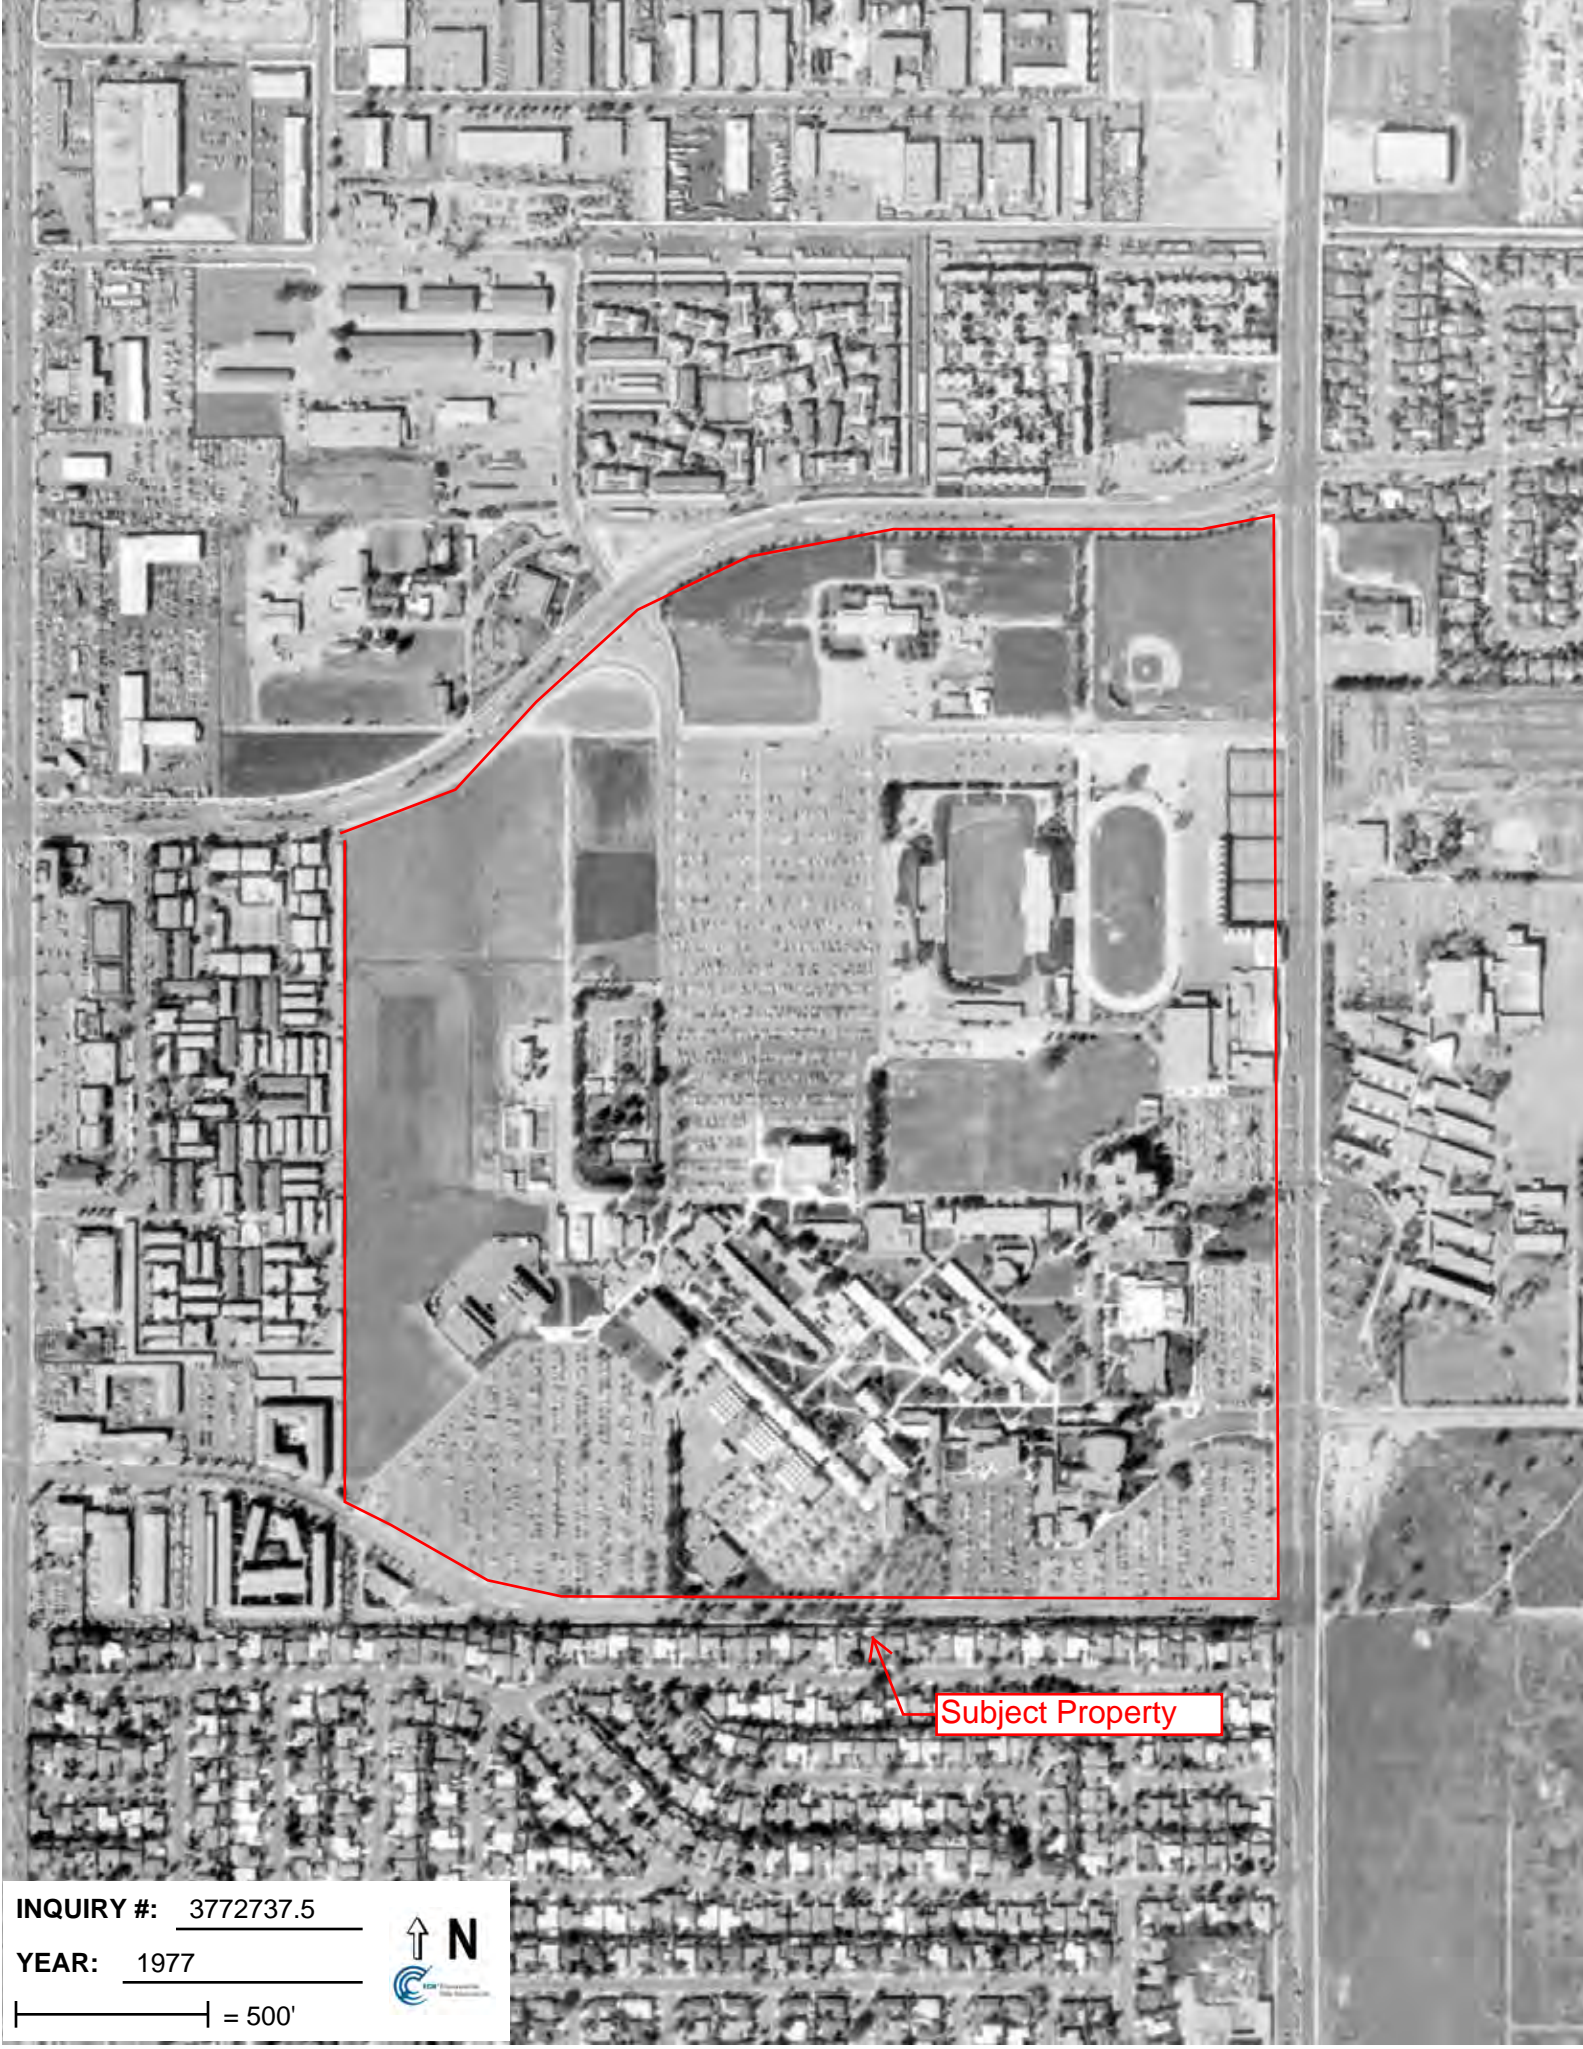 Subject Property
INQUIRY #: 3772737.5
YEAR: 1977
N
= 500'